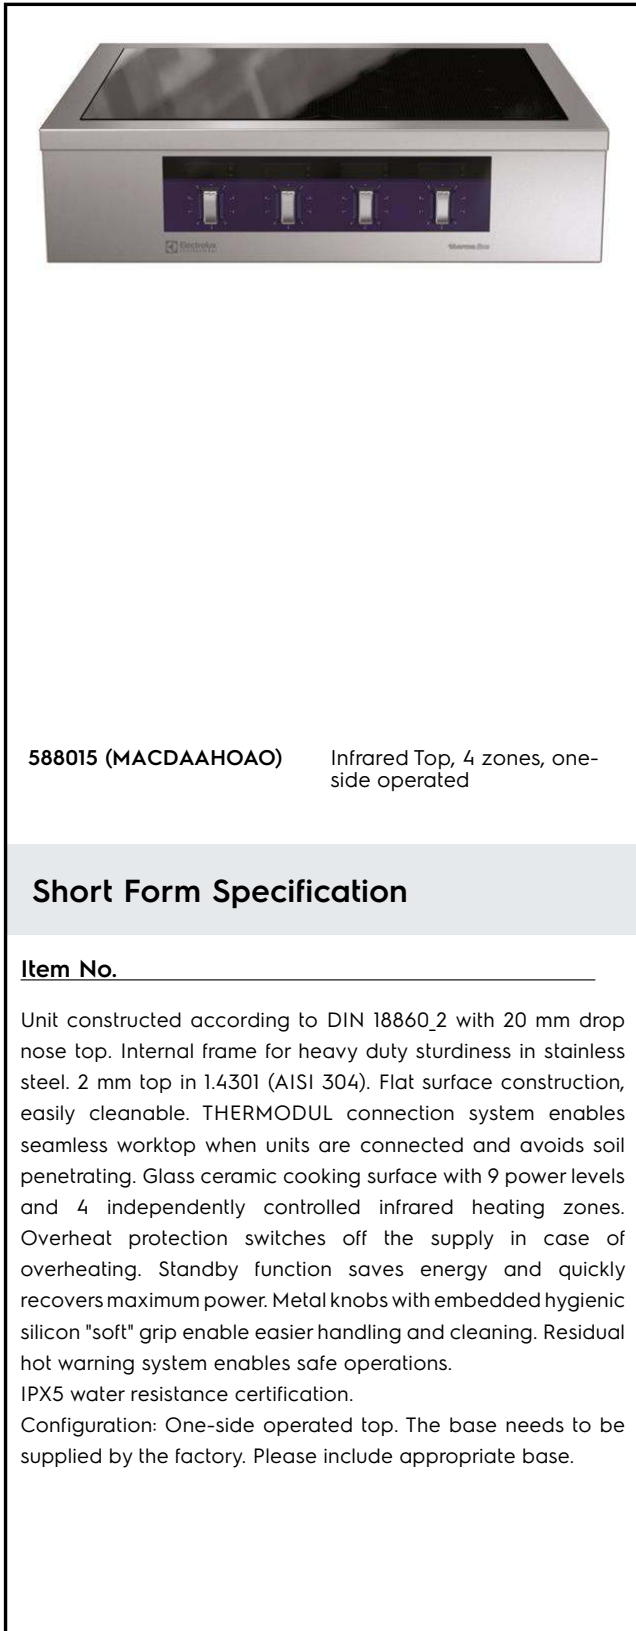 Electrolux
588015 (MACDAAHOAO)
Infrared Top, 4 zones, one-
side operated
Short Form Specification
Item No.
Unit constructed according to DIN 18860_2 with 20 mm drop
nose top. Internal frame for heavy duty sturdiness in stainless
steel. 2 mm top in 1.4301 (AISI 304). Flat surface construction,
easily cleanable. THERMODUL connection system enables
seamless worktop when units are connected and avoids soil
penetrating. Glass ceramic cooking surface with 9 power levels
and 4 independently controlled infrared heating zones.
Overheat protection switches off the supply in case of
overheating. Standby function saves energy and quickly
recovers maximum power. Metal knobs with embedded hygienic
silicon "soft" grip enable easier handling and cleaning. Residual
hot warning system enables safe operations.
IPX5 water resistance certification.
Configuration: One-side operated top. The base needs to be
supplied by the factory. Please include appropriate base.